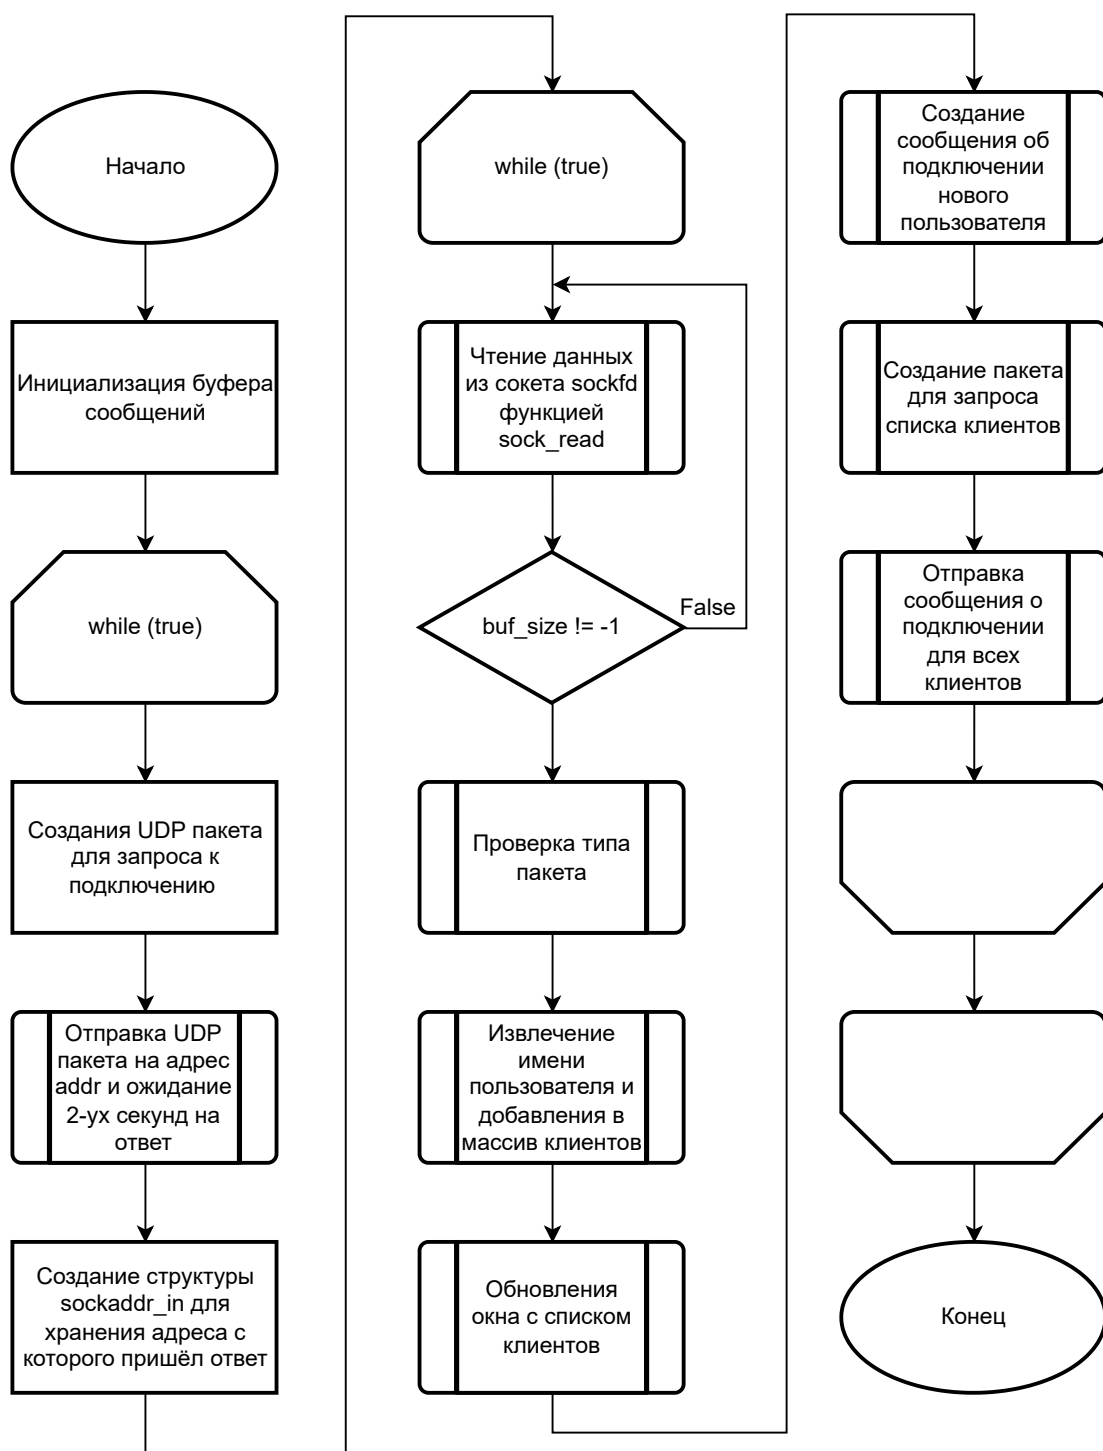 Начало
Инициализация буфера
сообщений
while (true)
Создания UDP пакета
для запроса к
подключению
Отправка UDP
пакета на адрес
addr и ожидание
2-ух секунд на
ответ
Создание структуры
sockaddr_in для
хранения адреса с
которого пришёл ответ
while (true)
Чтение данных
из сокета sockfd
функцией
sock_read
buf_size != -1
False
Проверка типа
пакета
Извлечение
имени
пользователя и
добавления в
массив клиентов
Обновления
окна с списком
клиентов
Создание
сообщения об
подключении
нового
пользователя
Создание пакета
для запроса
списка клиентов
Отправка
сообщения о
подключении
для всех
клиентов
Конец